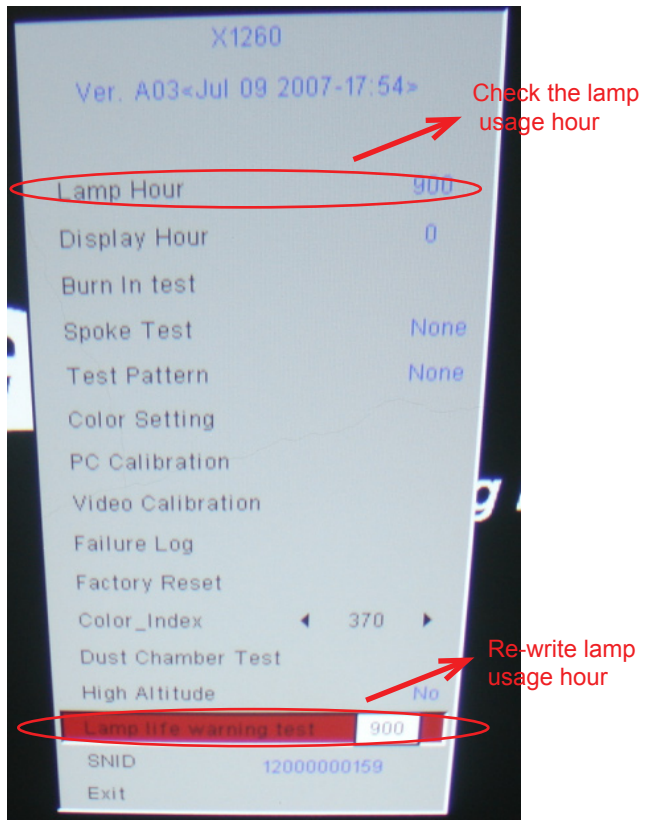 X1260
Ver. A03«Jul 09 2007-17:54»
Check the lamp
usage hour
Lamp Hour 900
Display Hour 0
Burn In test
Spoke Test None
Test Pattern None
Color Setting
PC Calibration
Video Calibration
g
Failure Log
Factory Reset
Color_Index 370
Dust Chamber Test
Re-write lamp
usage hour
High Altitude No
Lamp life warning test 900
SNID 12000000159
Exit